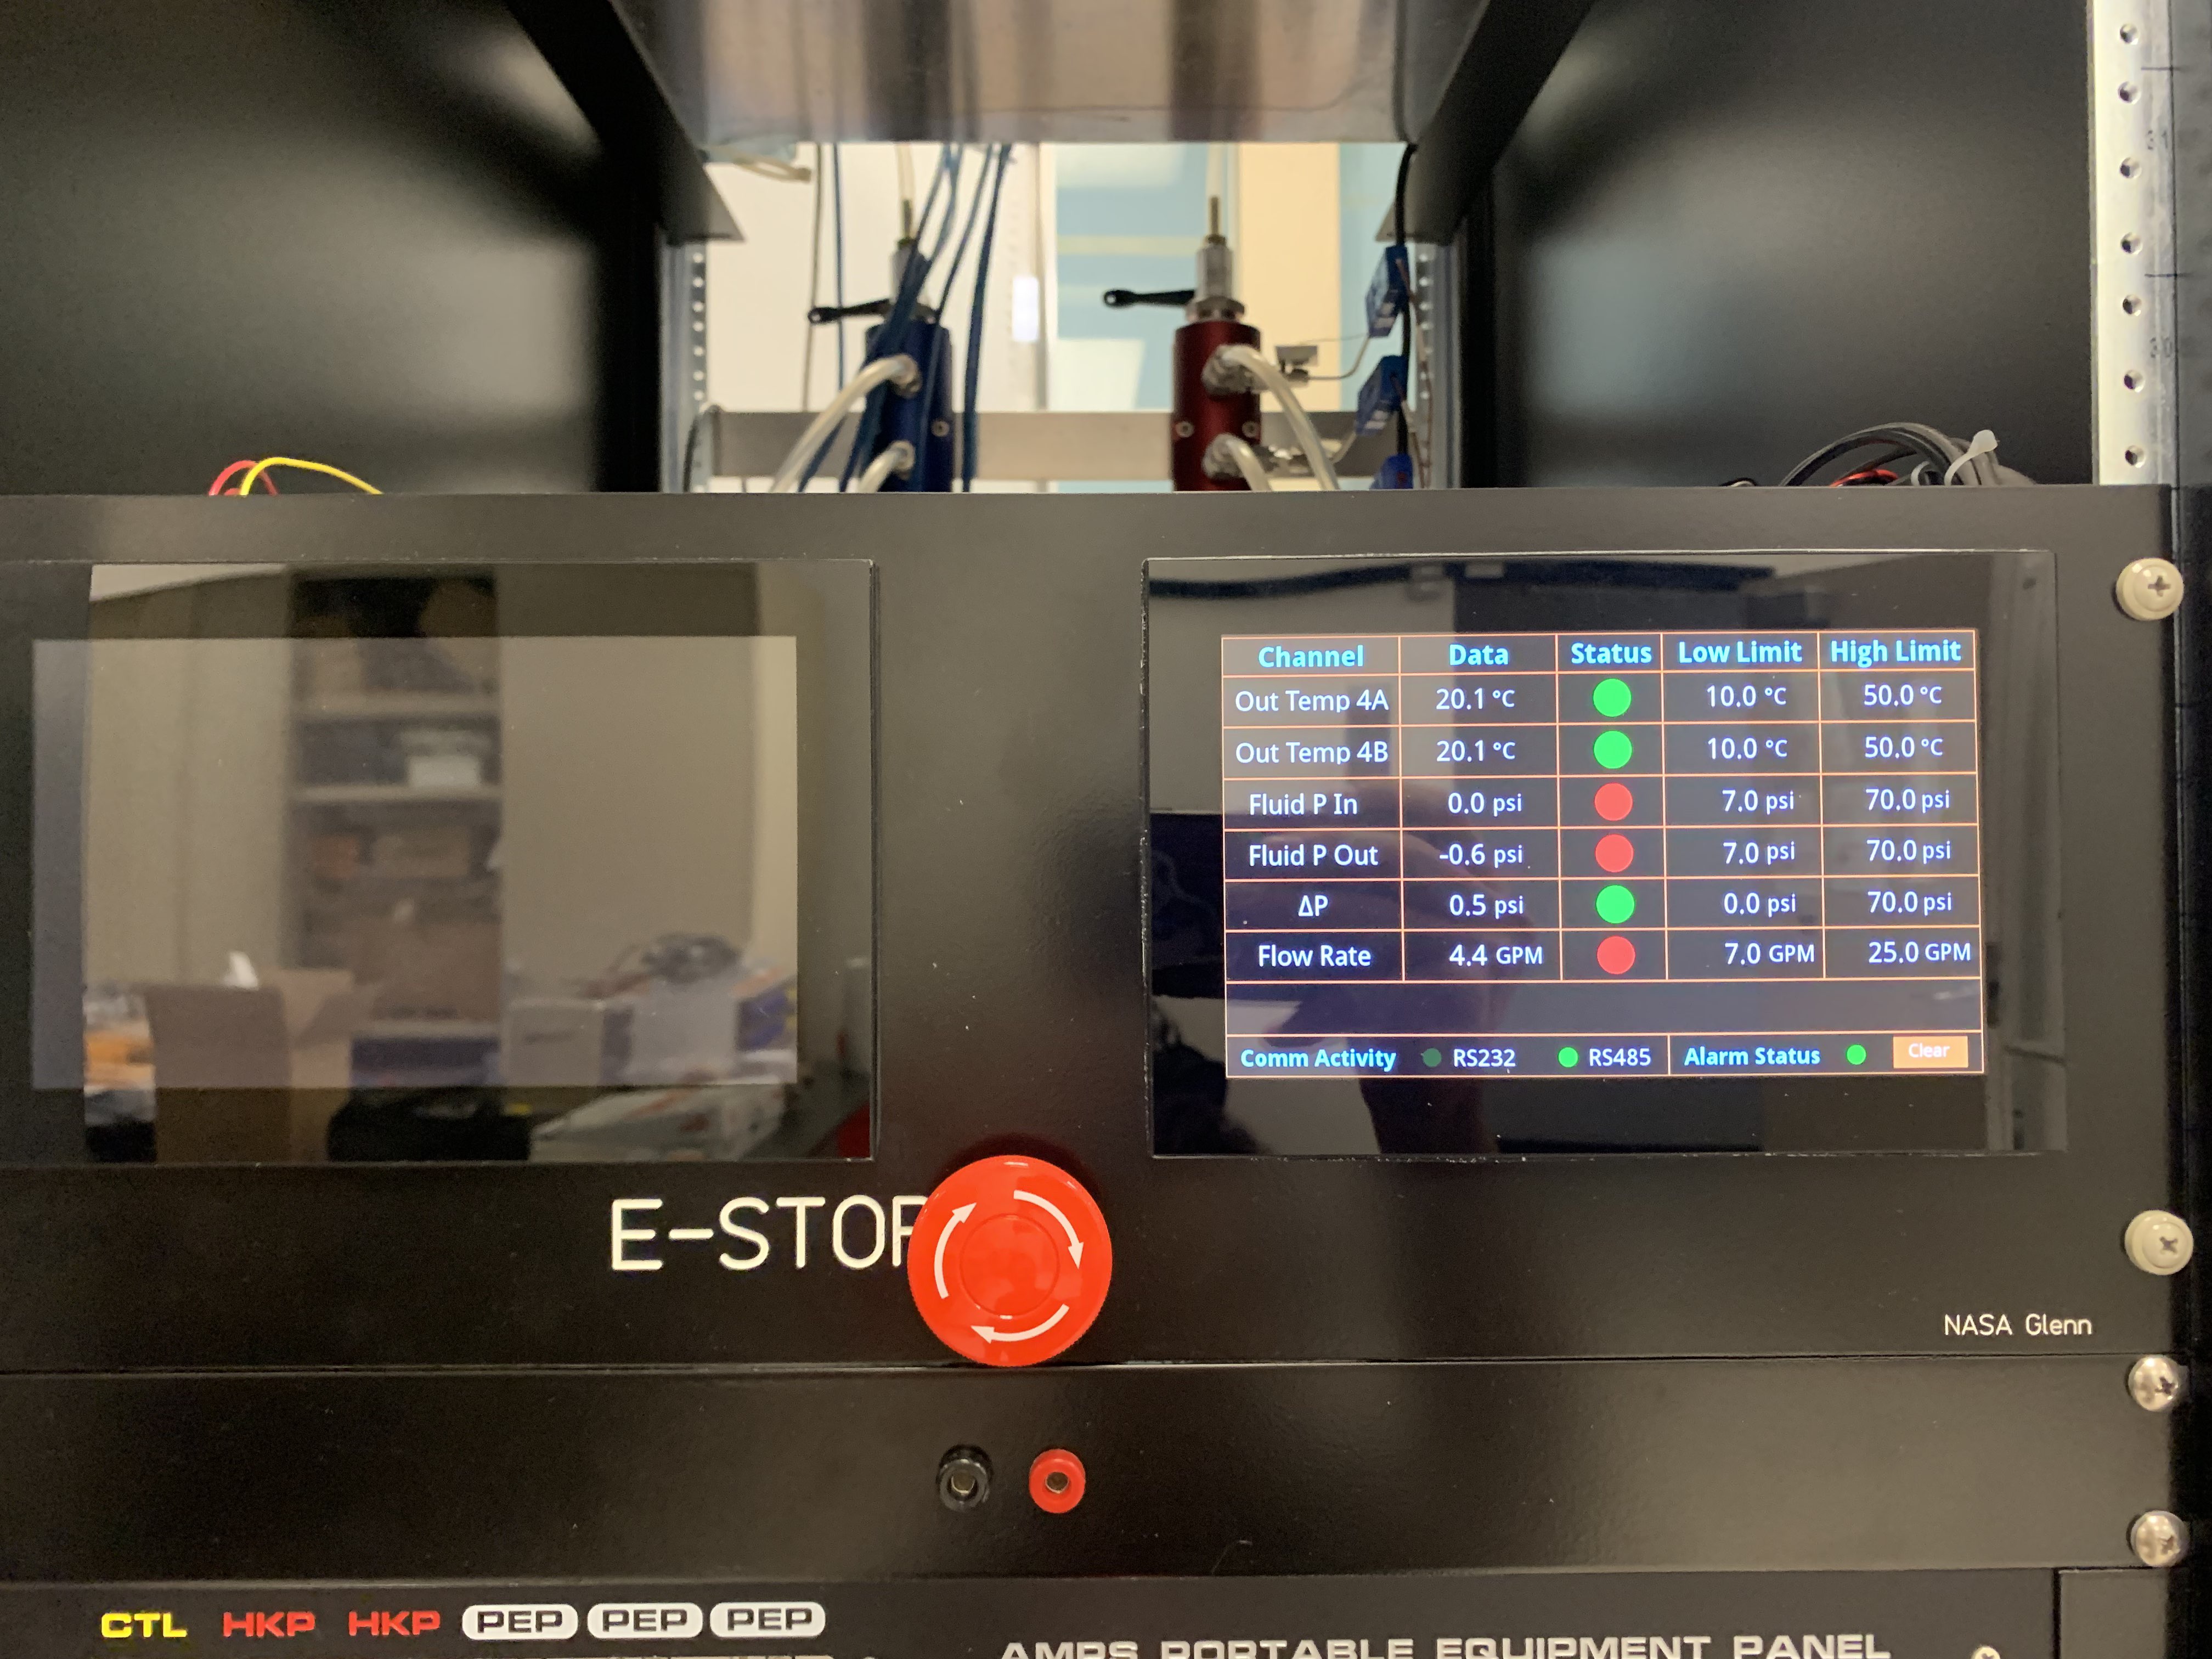 Channel Data Status Low Limit High Limit
Out Temp 4A 20.1 °C 10.0 °C 50.0 °C
Out Temp 4B 20.1 °C 10.0 °C 50.0 °C
Fluid P In 0.0 psi 7.0 psi 70.0 psi
Fluid P Out -0.6 psi 7.0 psi 70.0 psi
ΔP 0.5 psi 0.0 psi 70.0 psi
Flow Rate 4.4 GPM 7.0 GPM 25.0 GPM
Comm Activity RS232 RS485 Alarm Status Clear
E-STOP
NASA Glenn
CTL HKP HKP PEP PEP PEP
AMPS PORTABLE EQUIPMENT PANEL